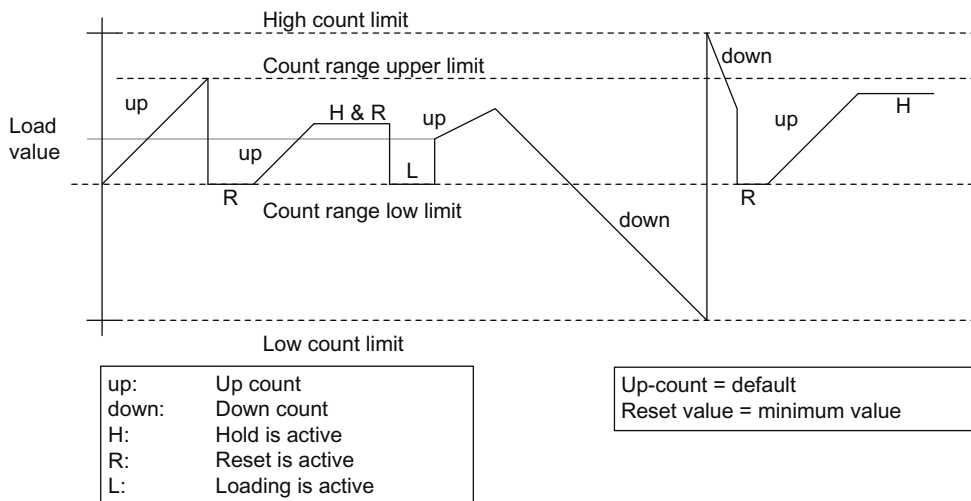 High count limit
down
Count range upper limit
up
H & R
up
up
H
Load
value
up
L
R
R
Count range low limit
down
Low count limit
up: Up count
down: Down count
H: Hold is active
R: Reset is active
L: Loading is active
Up-count = default
Reset value = minimum value